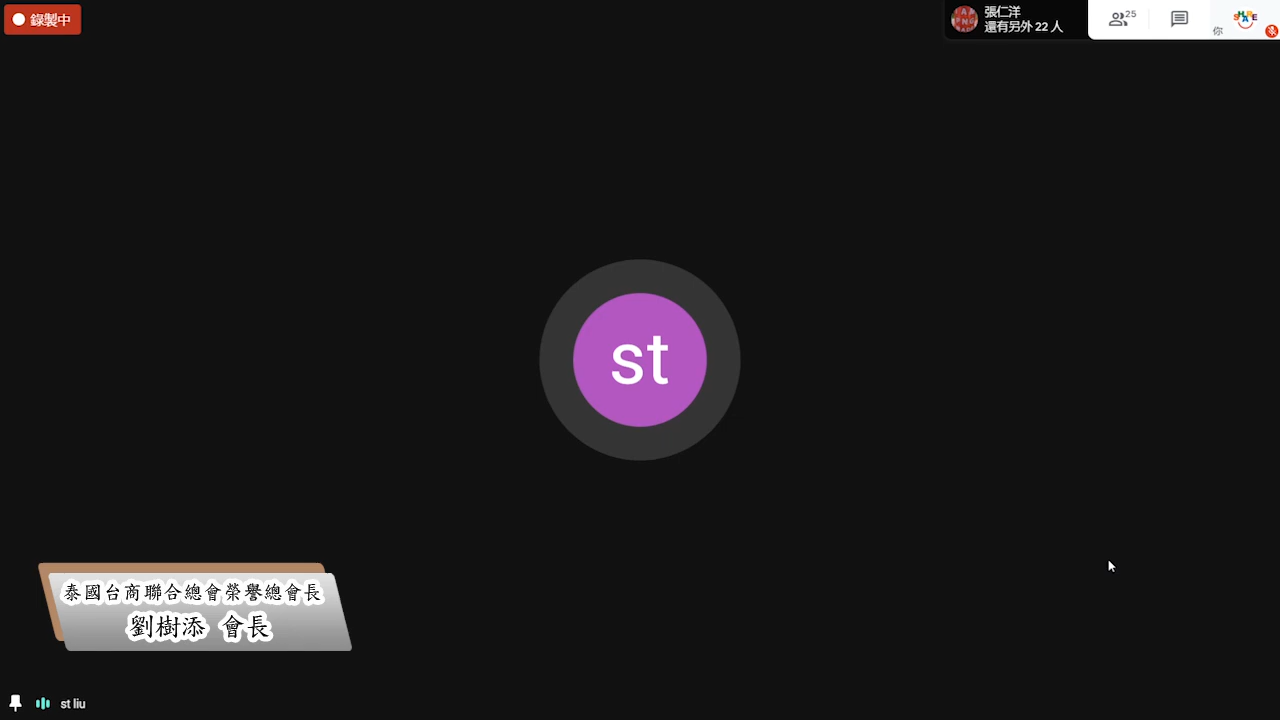 錄製中
張仁洋
還有另外 22 人
25
你
SHARE
st
泰國台商聯合總會榮譽總會長
劉樹添 會長
st liu